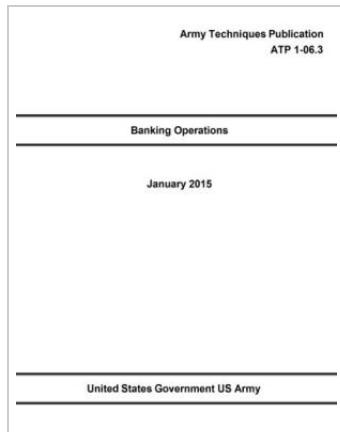 Army Techniques Publication
ATP 1-06.3
Banking Operations
January 2015
United States Government US Army